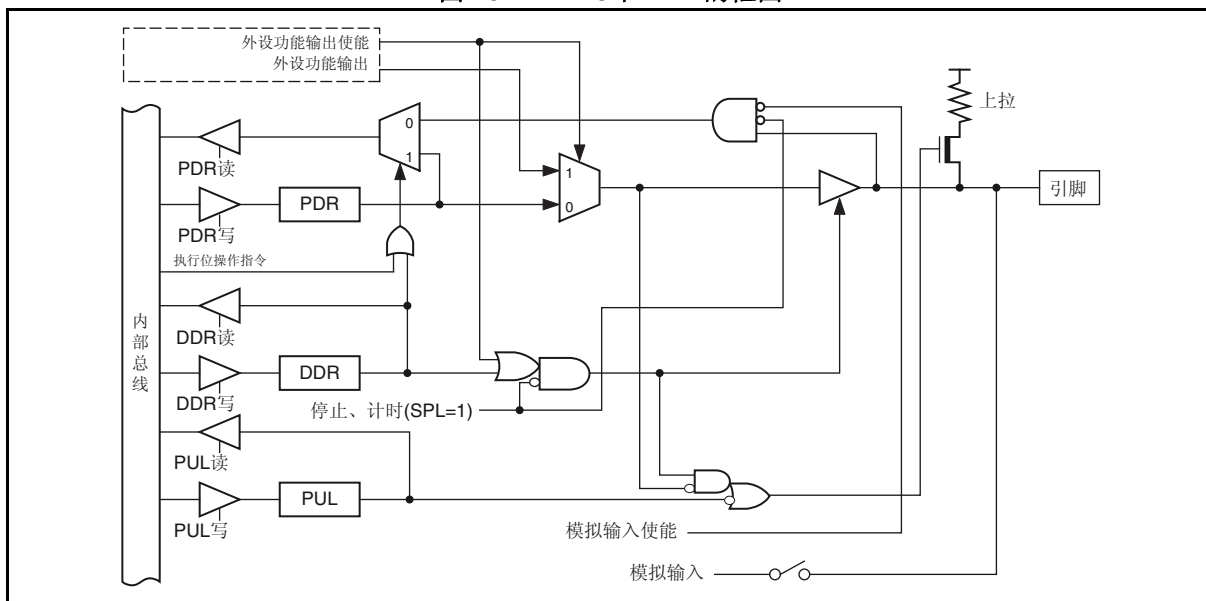 外设功能输出使能
外设功能输出
上拉
0
1
PDR读
1
0
引脚
PDR
PDR写
执行位操作指令
内部总线
DDR读
DDR
DDR写
停止、计时(SPL=1)
PUL读
PUL
PUL写
模拟输入使能
模拟输入